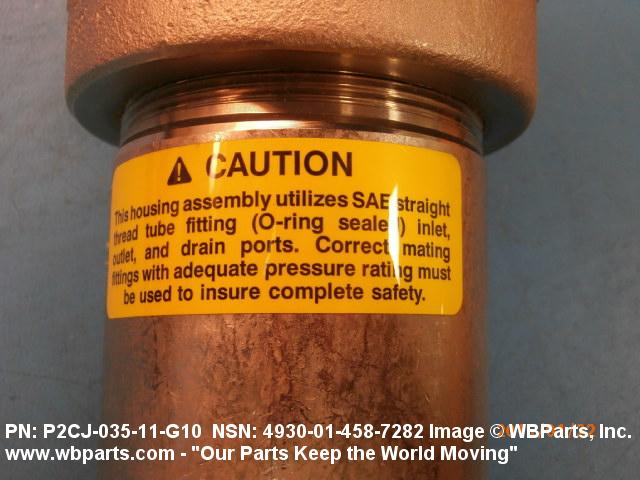 CAUTION
This housing assembly utilizes SAE straight
thread tube fitting (O-ring sealed) inlet,
outlet, and drain ports. Correct mating
fittings with adequate pressure rating must
be used to insure complete safety.
PN: P2CJ-035-11-G10 NSN: 4930-01-458-7282 Image © WBParts, Inc.
www.wbparts.com - "Our Parts Keep the World Moving"